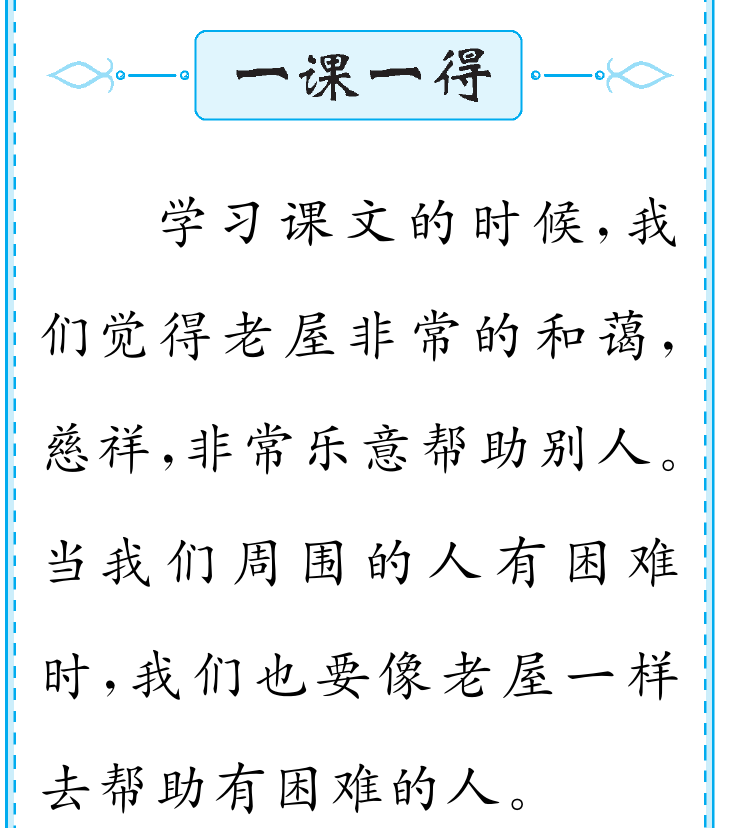 一课一得
学习课文的时候，我
们觉得老屋非常的和蔼，
慈祥，非常乐意帮助别人。
当我们周围的人有困难
时，我们也要像老屋一样
去帮助有困难的人。